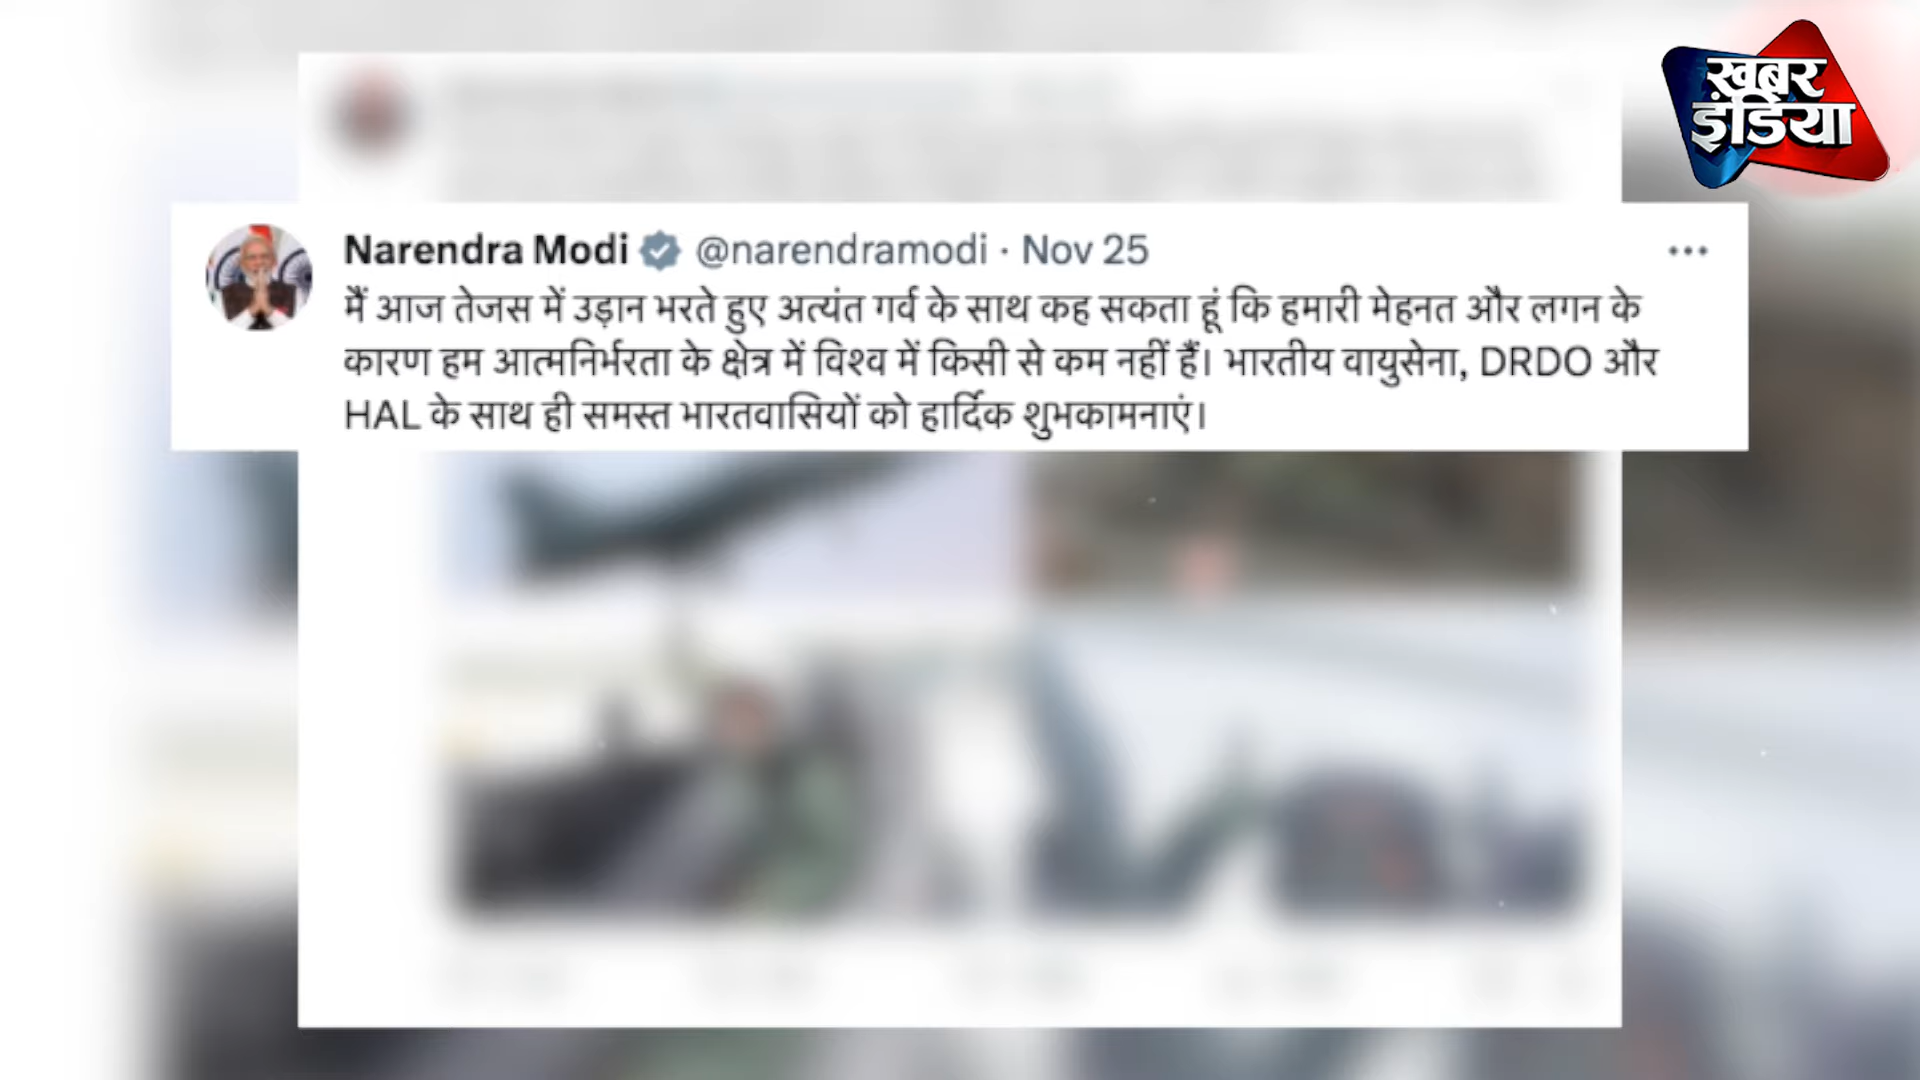 ख़बर
इंडिया
Narendra Modi @narendramodi · Nov 25
मैं आज तेजस में उड़ान भरते हुए अत्यंत गर्व के साथ कह सकता हूं कि हमारी मेहनत और लगन के
कारण हम आत्मनिर्भरता के क्षेत्र में विश्व में किसी से कम नहीं हैं। भारतीय वायुसेना, DRDO और
HAL के साथ ही समस्त भारतवासियों को हार्दिक शुभकामनाएं।